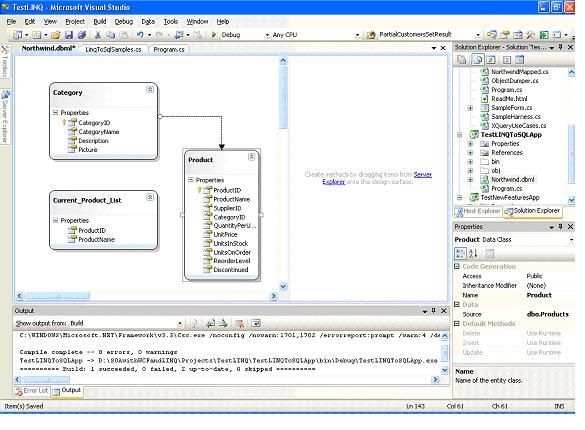 TestLINQ - Microsoft Visual Studio
File Edit View Project Build Debug Data Tools Window Help
Debug Any CPU PartialCustomersSetResult
Northwind.dbml* LinqToSqlSamples.cs Program.cs
Toolbox
Server Explorer
Category
Properties
CategoryID
CategoryName
Description
Picture
Current_Product_List
Properties
ProductID
ProductName
Product
Properties
ProductID
ProductName
SupplierID
CategoryID
QuantityPerU...
UnitPrice
UnitsInStock
UnitsOnOrder
ReorderLevel
Discontinued
Create methods by dragging items from Server
Explorer onto this design surface.
Solution Explorer - Solution 'Tes...
NorthwindMapped.cs
ObjectDumper.cs
Program.cs
ReadMe.html
SampleForm.cs
SampleHarness.cs
XQueryUseCases.cs
TestLINQToSQLApp
Properties
References
bin
obj
Northwind.dbml
Program.cs
TestNewFeaturesApp
Host Explorer Solution Explorer
Properties
Product Data Class
Code Generation
Access Public
Inheritance Modifier (None)
Name Product
Data
Source dbo.Products
Default Methods
Delete Use Runtime
Insert Use Runtime
Update Use Runtime
Name
Name of the entity class.
Output
Show output from: Build
C:\WINDOWS\Microsoft.NET\Framework\v3.5\Csc.exe /noconfig /nowarn:1701,1702 /errorreport:prompt /warn:4 /de
Compile complete -- 0 errors, 0 warnings
TestLINQToSQLApp -> D:\SOAwithWCFandLINQ\Projects\TestLINQ\TestLINQToSQLApp\bin\Debug\TestLINQToSQLApp.exe
========== Build: 1 succeeded, 0 failed, 2 up-to-date, 0 skipped ==========
Error List Output
Item(s) Saved Ln 143 Col 61 Ch 61 INS